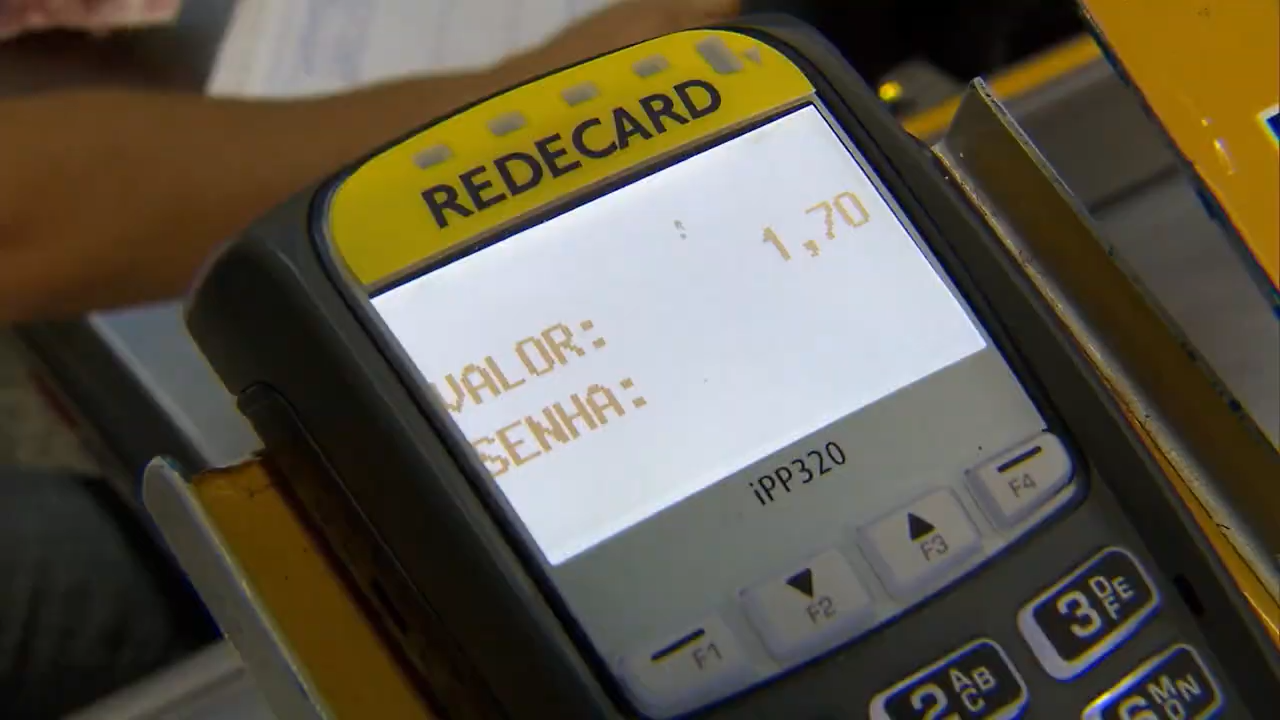 REDECARD
: 1,70
VALOR:
SENHA:
iPP320
F1
F2
F3
F4
2 ABC
3 DEF
6 MNO